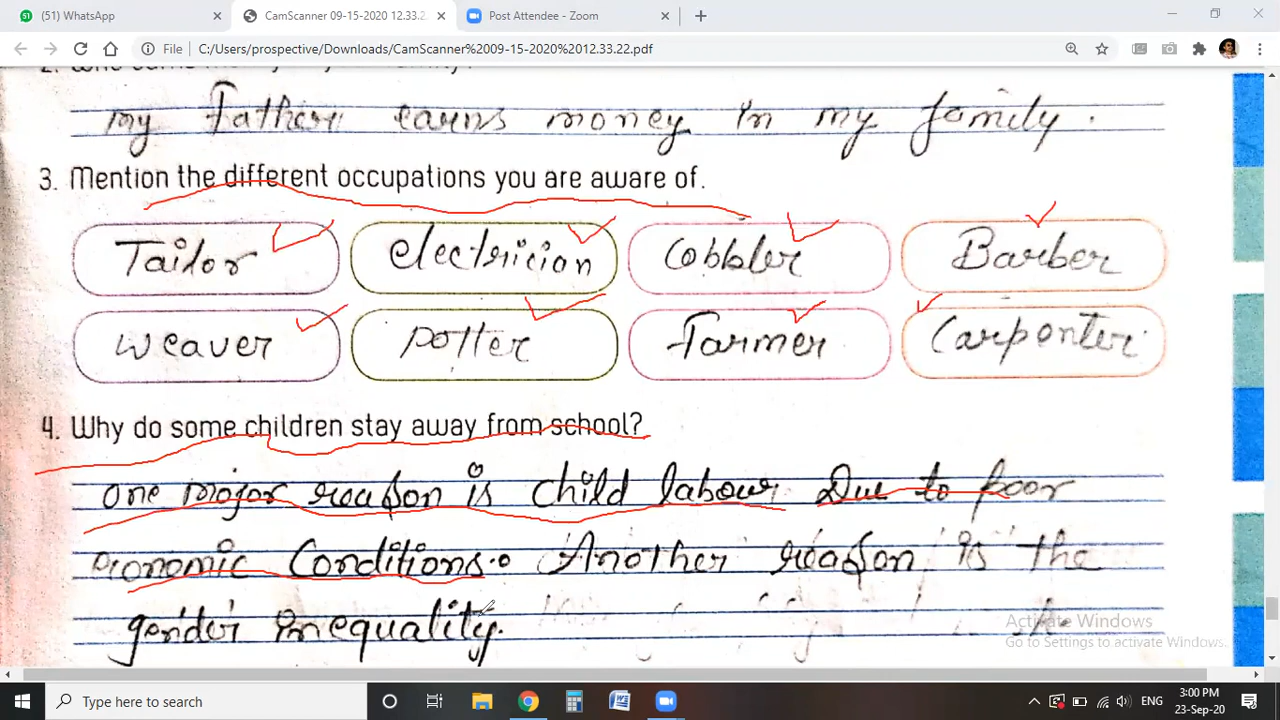 (51) WhatsApp
CamScanner 09-15-2020 12.33.2
Post Attendee - Zoom
File C:/Users/prospective/Downloads/CamScanner%2009-15-2020%2012.33.22.pdf
my Father earns money in my family.
3. Mention the different occupations you are aware of.
Tailor electrician Cobbler Barber
weaver potter Farmer Carpenter
4. Why do some children stay away from school?
one major reason is child labour, Due to poor
economic Conditions. Another reason is the
gender inequality.
Activate Windows
Go to Settings to activate Windows.
Type here to search
ENG
3:00 PM
23-Sep-20